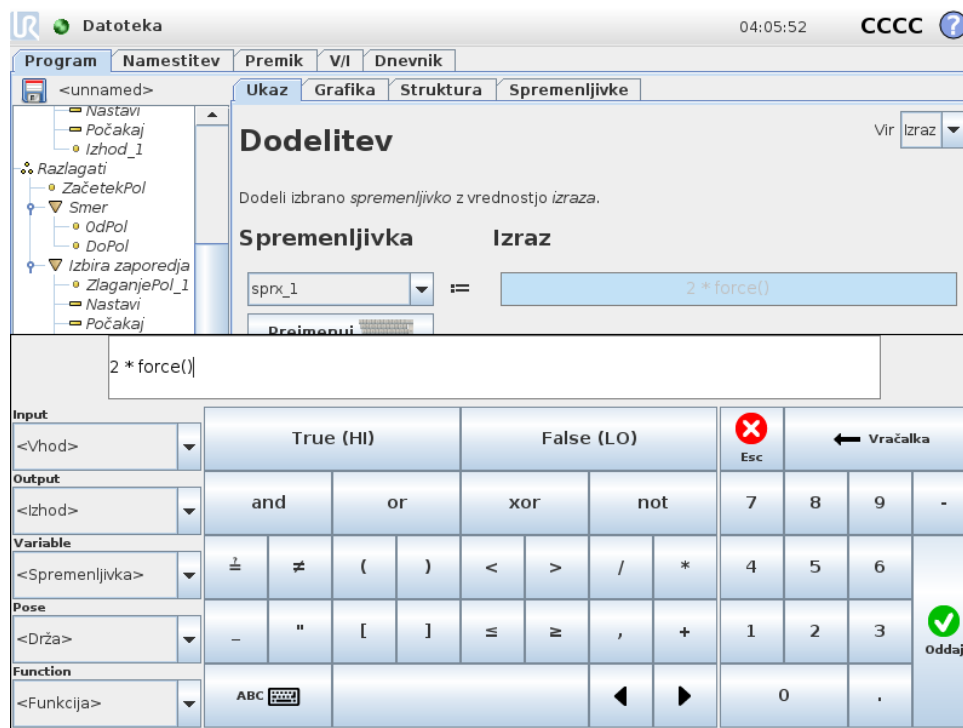 UR Datoteka 04:05:52 CCCC ?
Program Namestitev Premik V/I Dnevnik
<unnamed> Ukaz Grafika Struktura Spremenljivke
Nastavi
Počakaj
Izhod_1
Razlagati
ZačetekPol
Smer
OdPol
DoPol
Izbira zaporedja
ZlaganjePol_1
Nastavi
Počakaj
Dodelitev
Vir Izraz
Dodeli izbrano spremenljivko z vrednostjo izraza.
Spremenljivka Izraz
sprx_1 := 2 * force()
Preimenuj
2 * force()
Input
<Vhod>
True (HI) False (LO) Esc Vračalka
Output
<Izhod>
and or xor not 7 8 9 -
Variable
<Spremenljivka>
≟ ≠ ( ) < > / * 4 5 6
Pose
<Drža>
_ " [ ] ≤ ≥ , + 1 2 3 Oddaj
Function
<Funkcija>
ABC 0 .